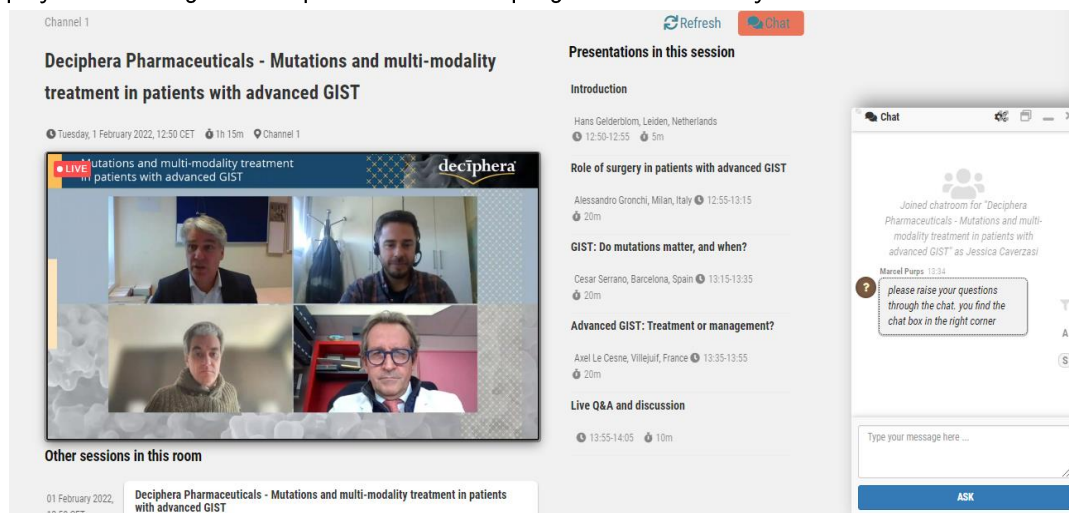 Channel 1
Refresh
Chat
Deciphera Pharmaceuticals - Mutations and multi-modality
treatment in patients with advanced GIST
Tuesday, 1 February 2022, 12:50 CET 1h 15m Channel 1
LIVE
Mutations and multi-modality treatment
in patients with advanced GIST
decīphera
Other sessions in this room
01 February 2022,
Deciphera Pharmaceuticals - Mutations and multi-modality treatment in patients
with advanced GIST
Presentations in this session
Introduction
Hans Gelderblom, Leiden, Netherlands
12:50-12:55 5m
Role of surgery in patients with advanced GIST
Alessandro Gronchi, Milan, Italy 12:55-13:15
20m
GIST: Do mutations matter, and when?
Cesar Serrano, Barcelona, Spain 13:15-13:35
20m
Advanced GIST: Treatment or management?
Axel Le Cesne, Villejuif, France 13:35-13:55
20m
Live Q&A and discussion
13:55-14:05 10m
Chat
Joined chatroom for "Deciphera
Pharmaceuticals - Mutations and multi-
modality treatment in patients with
advanced GIST" as Jessica Caverzasi
Marcel Purps 13:34
?
please raise your questions
through the chat. you find the
chat box in the right corner
A
S
Type your message here ...
ASK